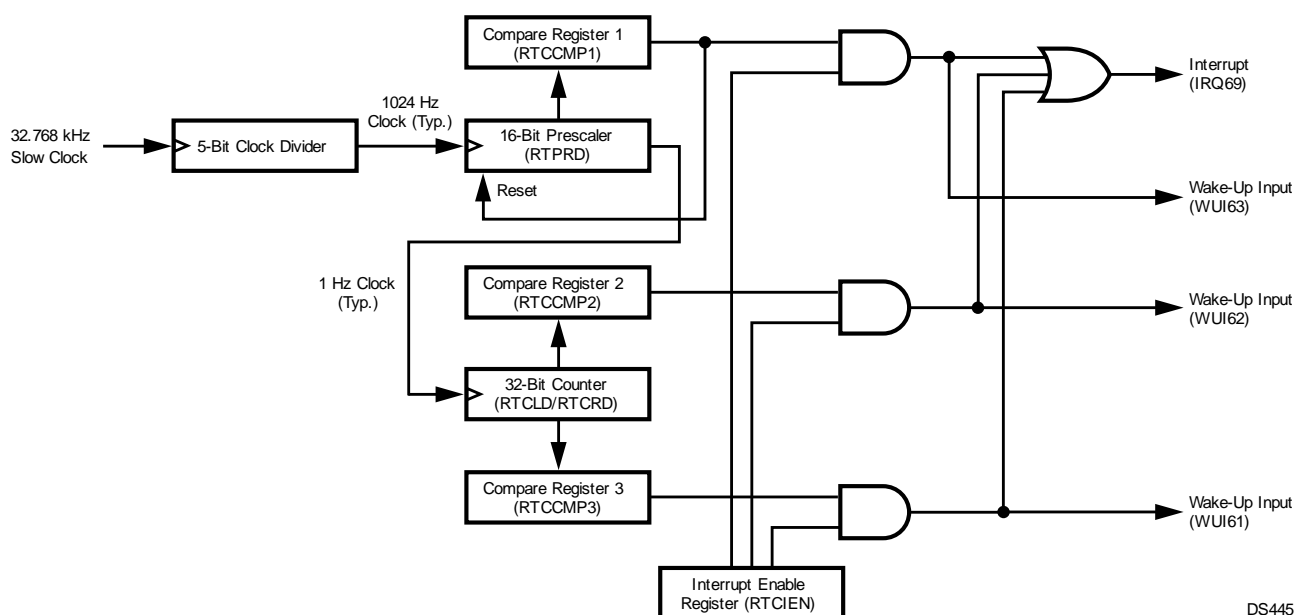 Compare Register 1
(RTCCMP1)
Interrupt
(IRQ69)
1024 Hz
Clock (Typ.)
32.768 kHz
Slow Clock
5-Bit Clock Divider
16-Bit Prescaler
(RTPRD)
Reset
Wake-Up Input
(WUI63)
1 Hz Clock
(Typ.)
Compare Register 2
(RTCCMP2)
Wake-Up Input
(WUI62)
32-Bit Counter
(RTCLD/RTCRD)
Compare Register 3
(RTCCMP3)
Wake-Up Input
(WUI61)
Interrupt Enable
Register (RTCIEN)
DS445